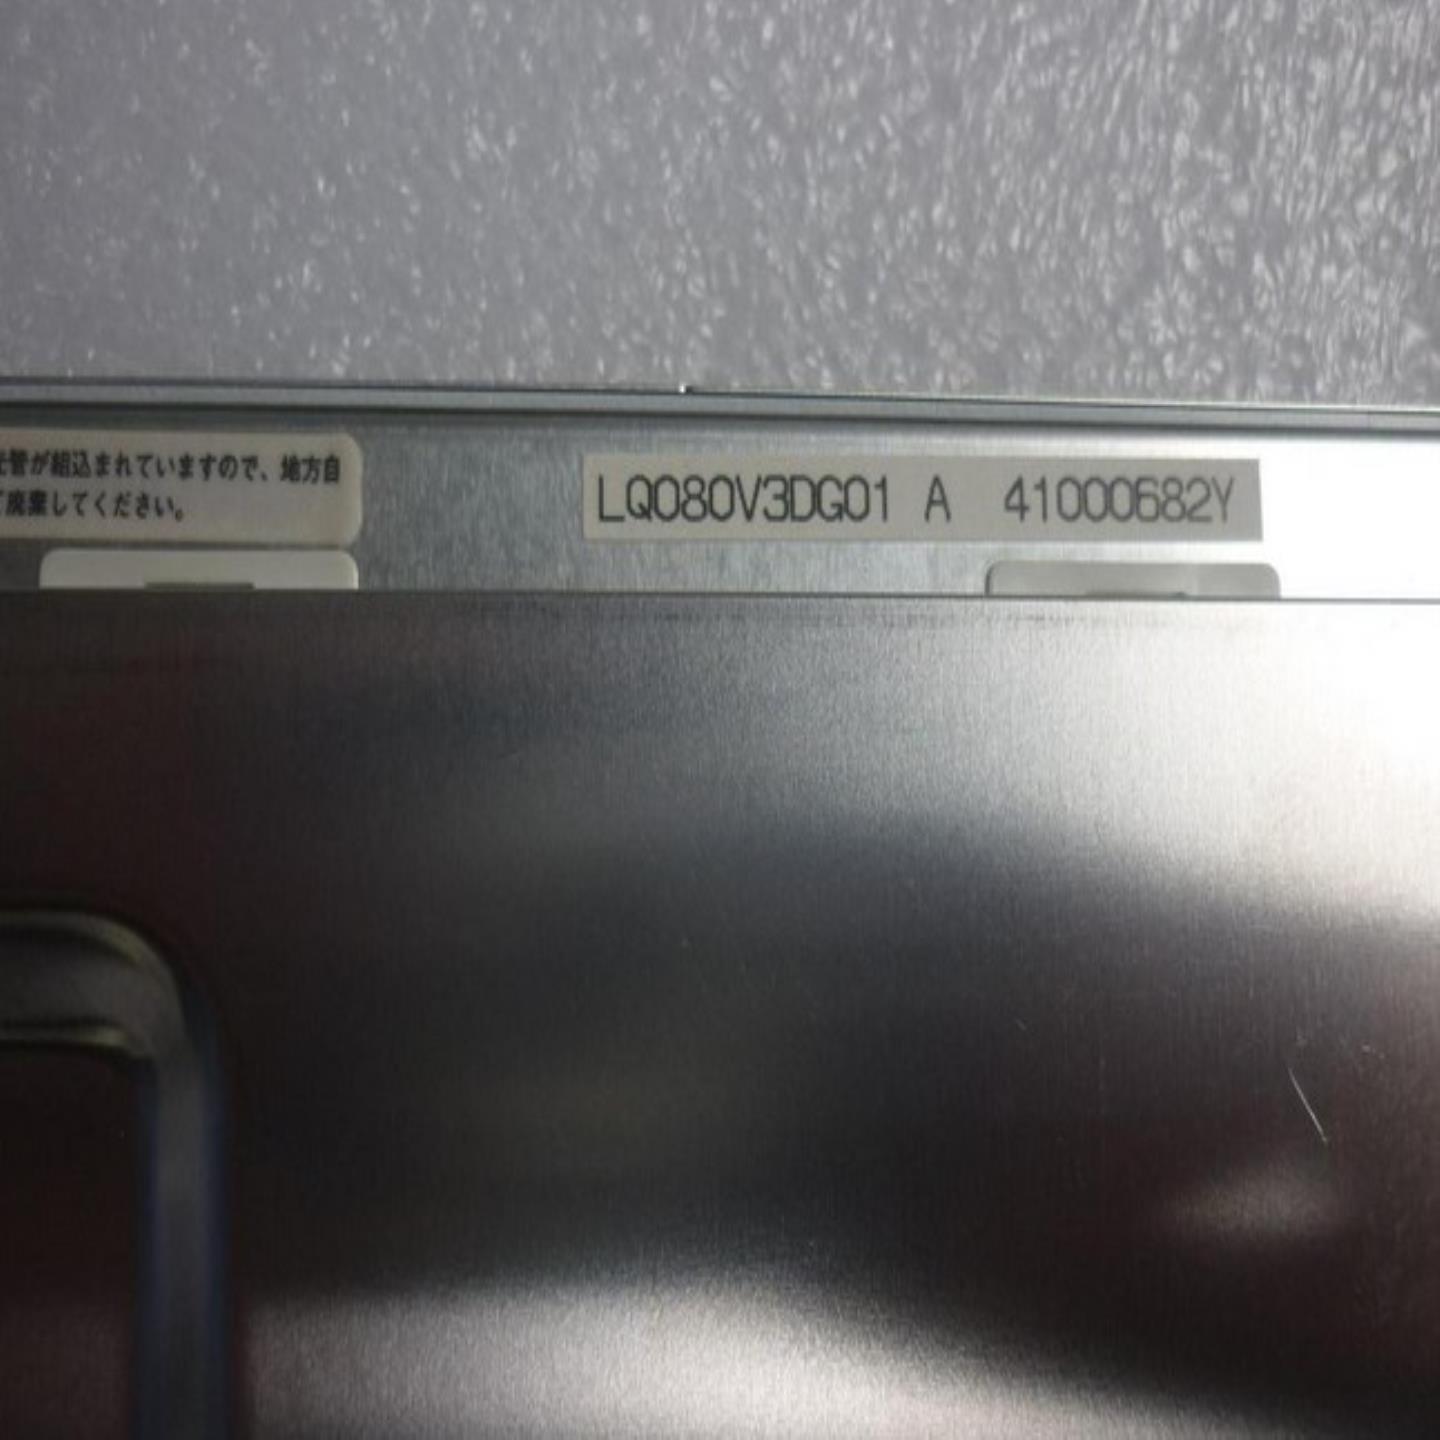 管が組込まれていますので、地方自
廃棄してください。
LQ080V3DG01 A 41000682Y